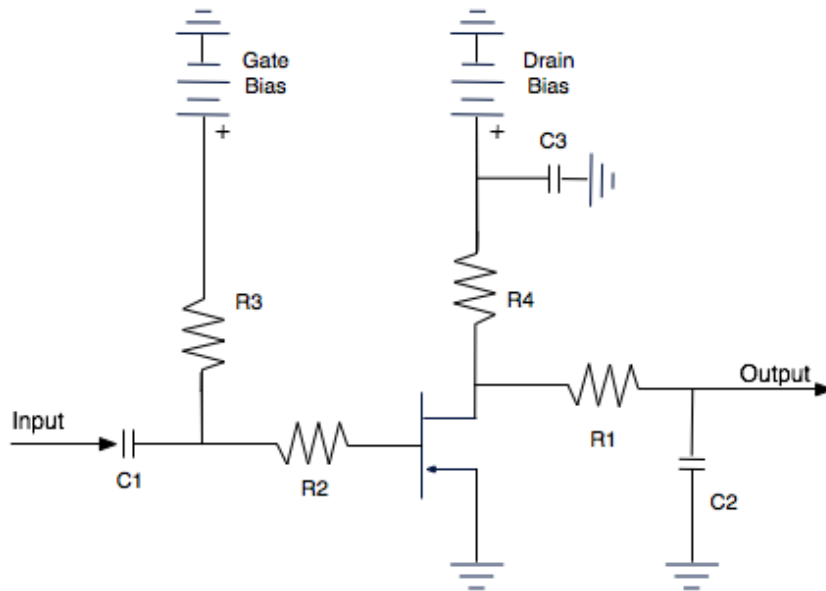 Gate
Bias
Drain
Bias
+
+
C3
R3
R4
Input
Output
C1
R2
R1
C2